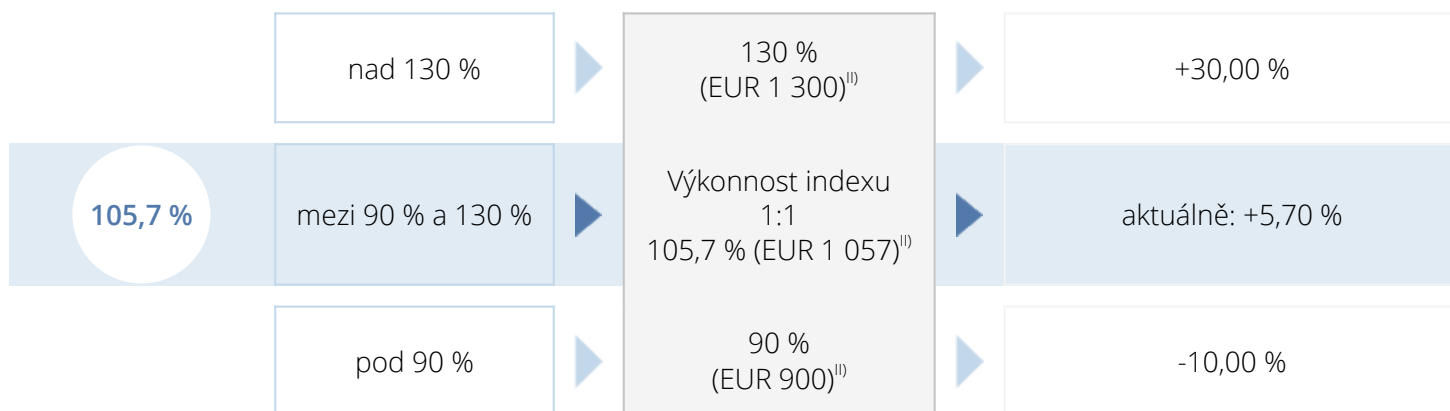 nad 130 %
130 %
(EUR 1 300)II)
+30,00 %
105,7 %
mezi 90 % a 130 %
Výkonnost indexu
1:1
105,7 % (EUR 1 057)II)
aktuálně: +5,70 %
pod 90 %
90 %
(EUR 900)II)
-10,00 %